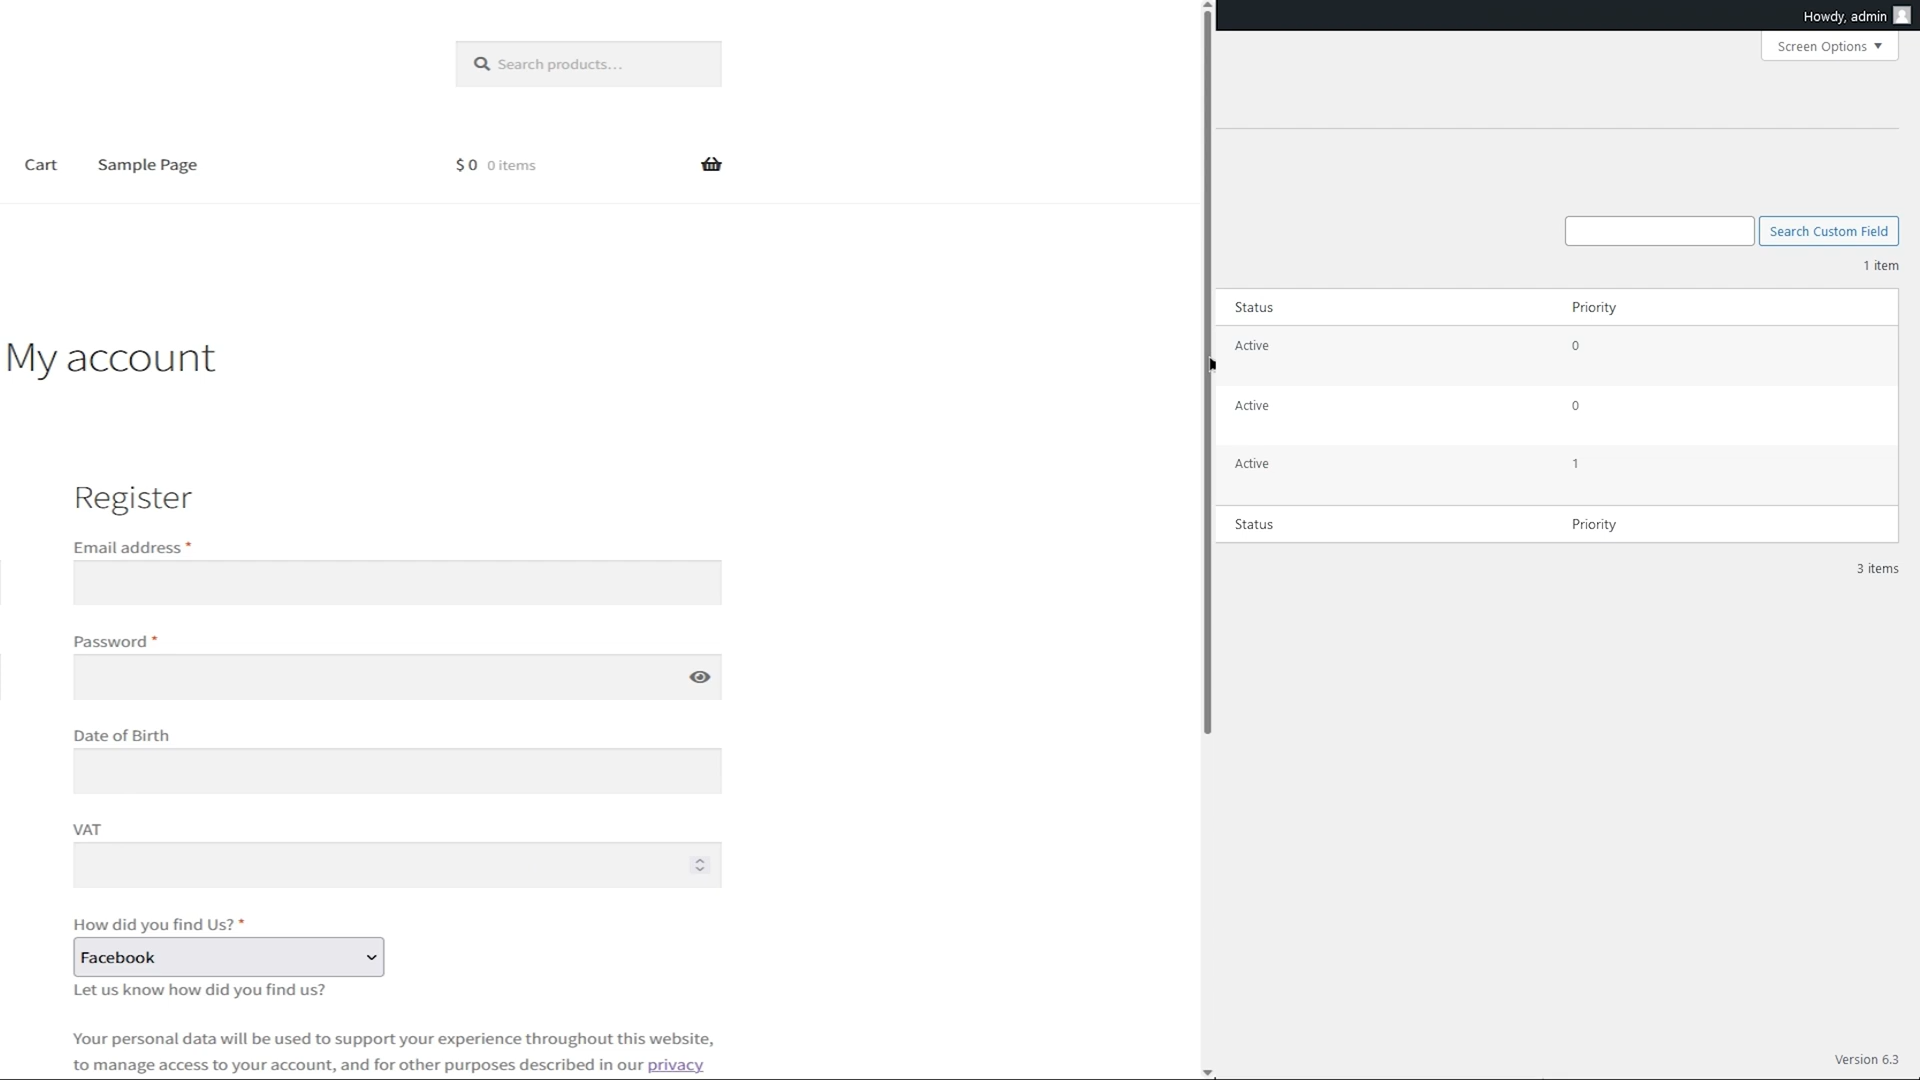 Search products...
Cart Sample Page $ 0 0 items
My account
Register
Email address *
Password *
Date of Birth
VAT
How did you find Us? *
Facebook
Let us know how did you find us?
Your personal data will be used to support your experience throughout this website,
to manage access to your account, and for other purposes described in our privacy
Howdy, admin
Screen Options
Search Custom Field
1 item
Status Priority
Active 0
Active 0
Active 1
Status Priority
3 items
Version 6.3